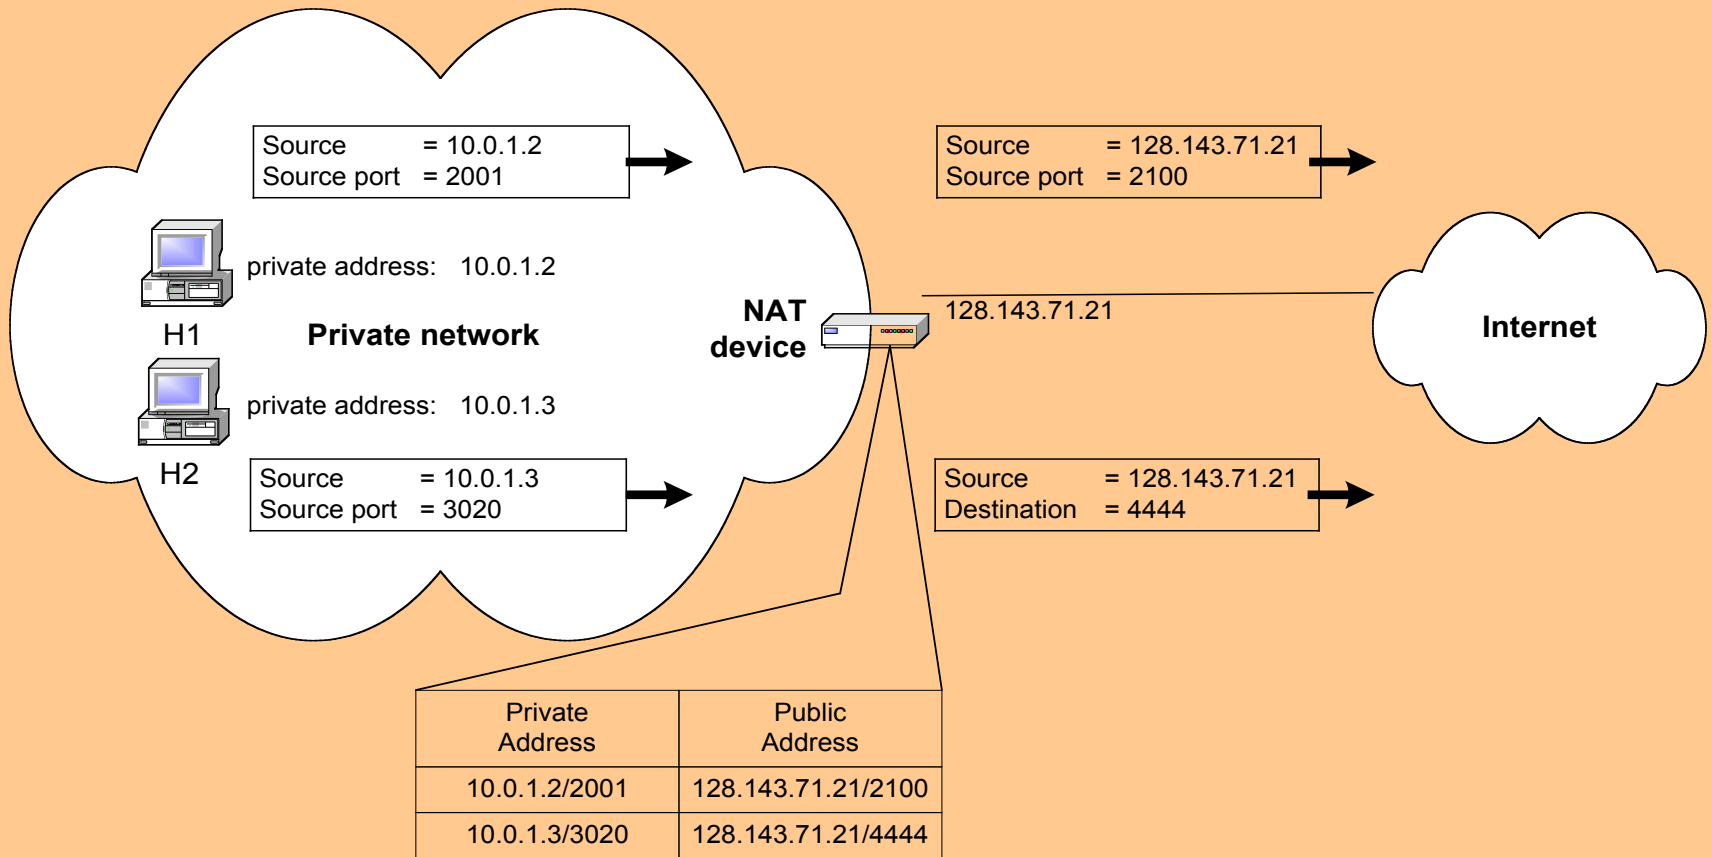 Source = 10.0.1.2
Source port = 2001
Source = 128.143.71.21
Source port = 2100
private address: 10.0.1.2
H1
Private network
NAT
device
128.143.71.21
Internet
private address: 10.0.1.3
H2
Source = 10.0.1.3
Source port = 3020
Source = 128.143.71.21
Destination = 4444
Private
Address
Public
Address
10.0.1.2/2001
128.143.71.21/2100
10.0.1.3/3020
128.143.71.21/4444